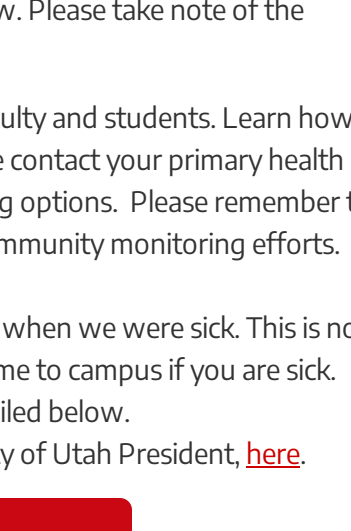 w. Please take note of the
ulty and students. Learn how
e contact your primary health
g options.  Please remember t
mmunity monitoring efforts.
when we were sick. This is no
me to campus if you are sick.
iled below.
ty of Utah President, here.